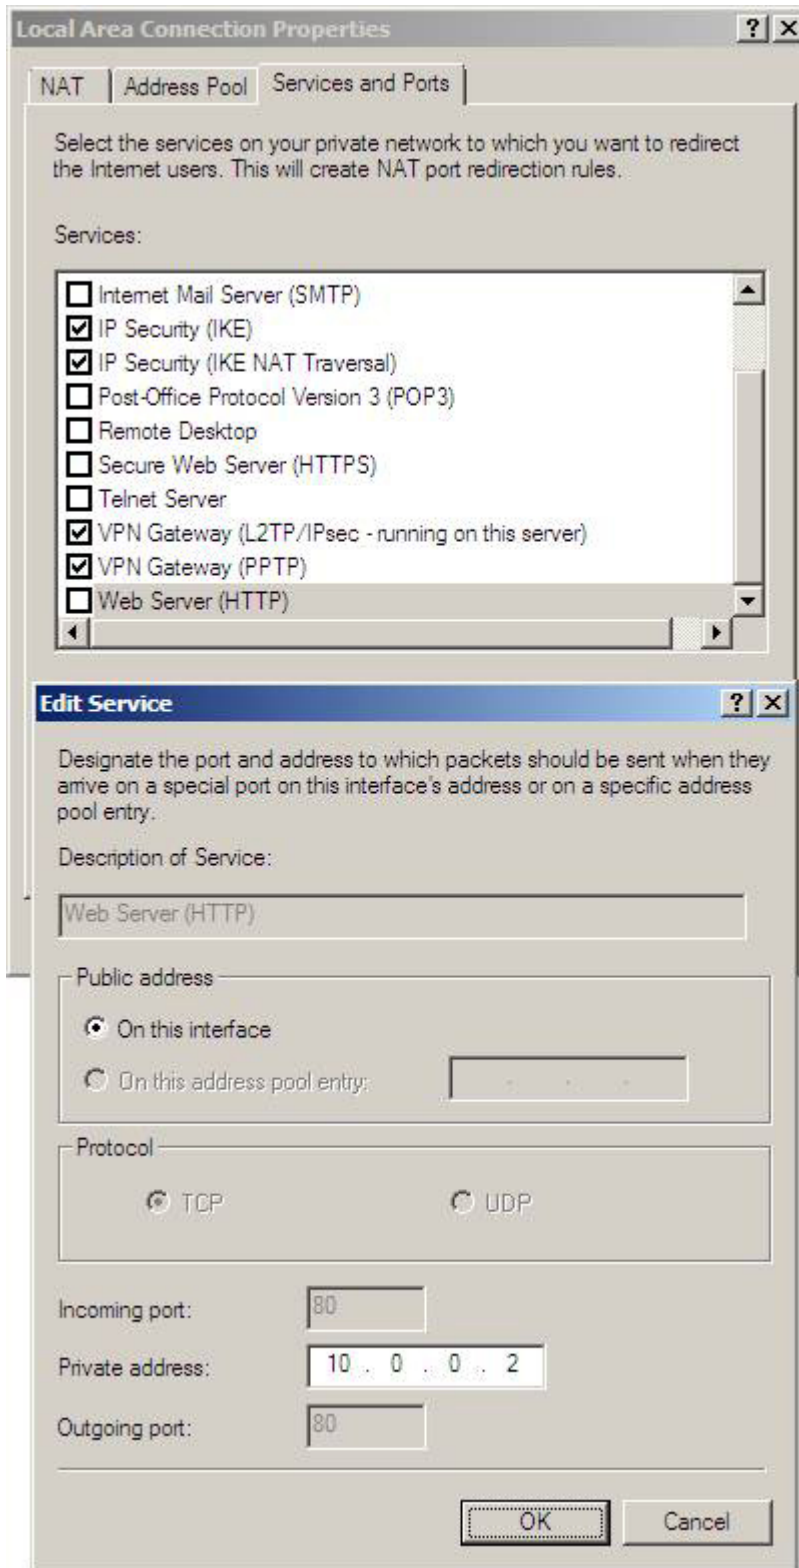 Local Area Connection Properties
NAT Address Pool Services and Ports
Select the services on your private network to which you want to redirect
the Internet users. This will create NAT port redirection rules.
Services:
Internet Mail Server (SMTP)
IP Security (IKE)
IP Security (IKE NAT Traversal)
Post-Office Protocol Version 3 (POP3)
Remote Desktop
Secure Web Server (HTTPS)
Telnet Server
VPN Gateway (L2TP/IPsec - running on this server)
VPN Gateway (PPTP)
Web Server (HTTP)
Edit Service
Designate the port and address to which packets should be sent when they
arrive on a special port on this interface's address or on a specific address
pool entry.
Description of Service:
Web Server (HTTP)
Public address
On this interface
On this address pool entry: . . .
Protocol
TCP UDP
Incoming port: 80
Private address: 10 . 0 . 0 . 2
Outgoing port: 80
OK Cancel